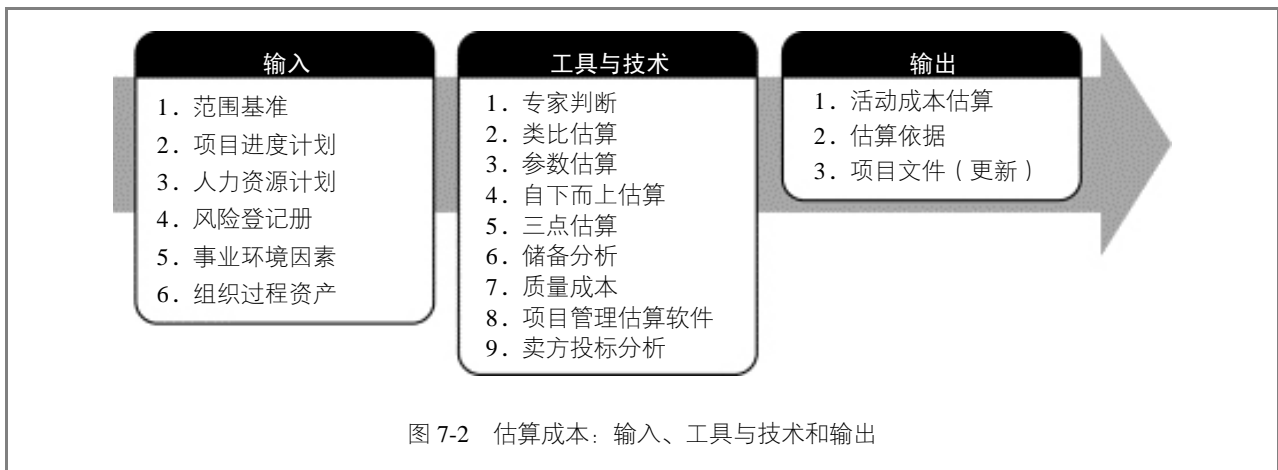 输入
1. 范围基准
2. 项目进度计划
3. 人力资源计划
4. 风险登记册
5. 事业环境因素
6. 组织过程资产
工具与技术
1. 专家判断
2. 类比估算
3. 参数估算
4. 自下而上估算
5. 三点估算
6. 储备分析
7. 质量成本
8. 项目管理估算软件
9. 卖方投标分析
输出
1. 活动成本估算
2. 估算依据
3. 项目文件（更新）
图 7-2 估算成本：输入、工具与技术和输出